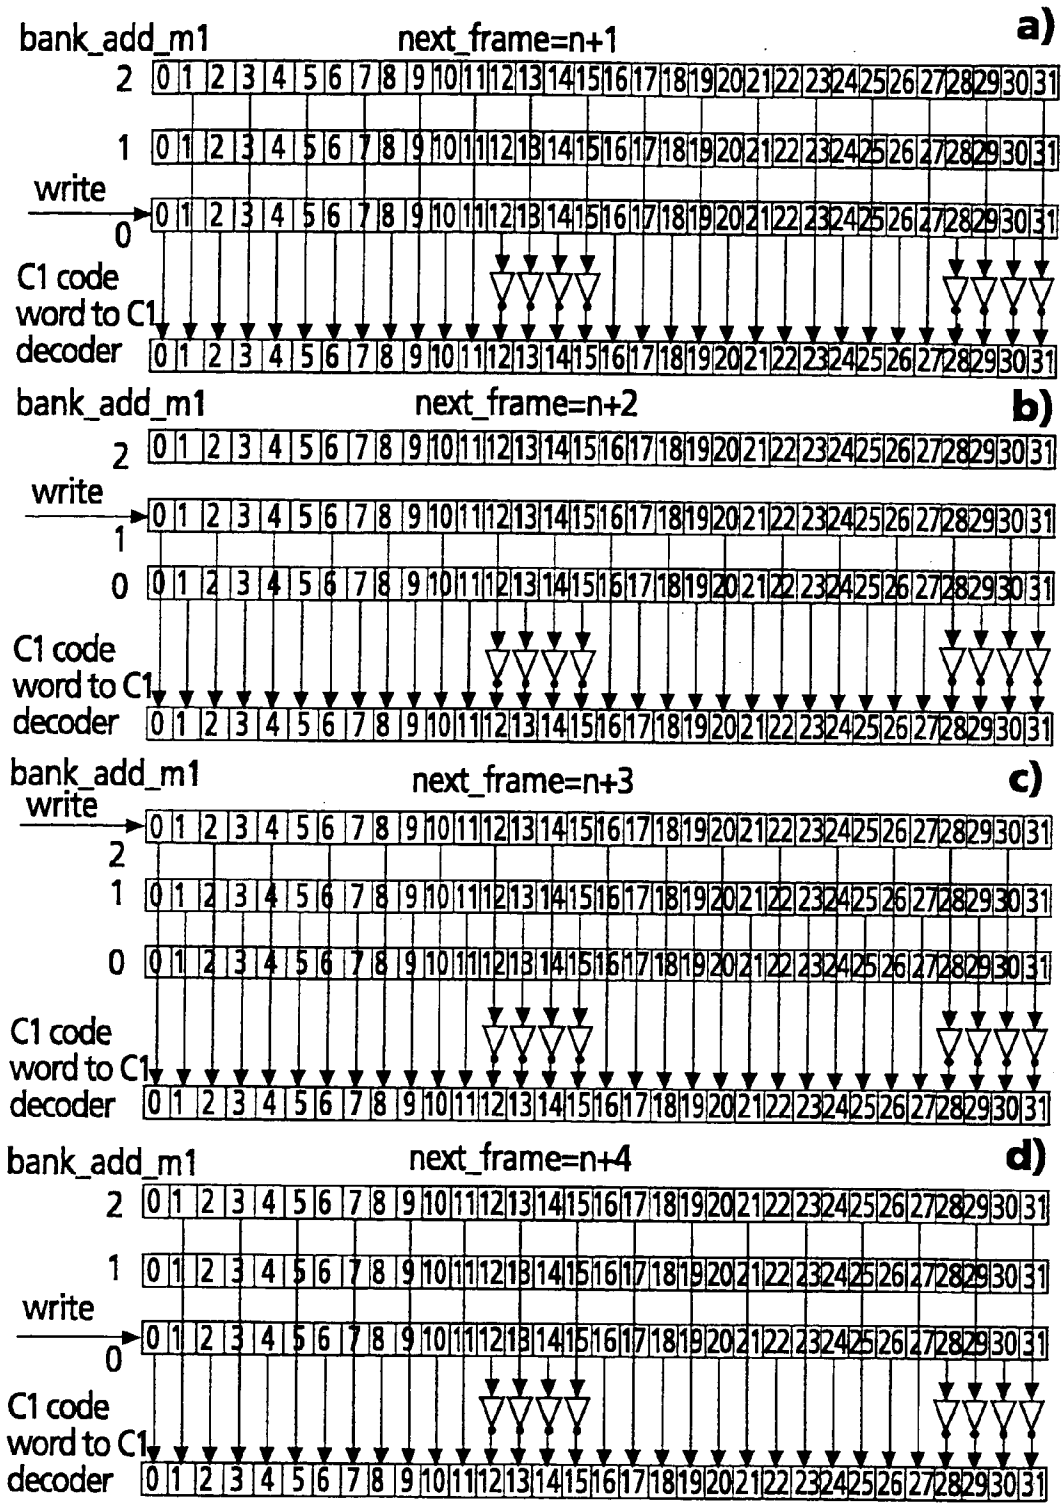 a)
bank_add_m1 next_frame=n+1
2 0 1 2 3 4 5 6 7 8 9 10 11 12 13 14 15 16 17 18 19 20 21 22 23 24 25 26 27 28 29 30 31
1 0 1 2 3 4 5 6 7 8 9 10 11 12 13 14 15 16 17 18 19 20 21 22 23 24 25 26 27 28 29 30 31
write
0 0 1 2 3 4 5 6 7 8 9 10 11 12 13 14 15 16 17 18 19 20 21 22 23 24 25 26 27 28 29 30 31
C1 code
word to C1
decoder 0 1 2 3 4 5 6 7 8 9 10 11 12 13 14 15 16 17 18 19 20 21 22 23 24 25 26 27 28 29 30 31
bank_add_m1 next_frame=n+2 b)
2 0 1 2 3 4 5 6 7 8 9 10 11 12 13 14 15 16 17 18 19 20 21 22 23 24 25 26 27 28 29 30 31
write
1 0 1 2 3 4 5 6 7 8 9 10 11 12 13 14 15 16 17 18 19 20 21 22 23 24 25 26 27 28 29 30 31
0 0 1 2 3 4 5 6 7 8 9 10 11 12 13 14 15 16 17 18 19 20 21 22 23 24 25 26 27 28 29 30 31
C1 code
word to C1
decoder 0 1 2 3 4 5 6 7 8 9 10 11 12 13 14 15 16 17 18 19 20 21 22 23 24 25 26 27 28 29 30 31
bank_add_m1 next_frame=n+3 c)
write
2 0 1 2 3 4 5 6 7 8 9 10 11 12 13 14 15 16 17 18 19 20 21 22 23 24 25 26 27 28 29 30 31
1 0 1 2 3 4 5 6 7 8 9 10 11 12 13 14 15 16 17 18 19 20 21 22 23 24 25 26 27 28 29 30 31
0 0 1 2 3 4 5 6 7 8 9 10 11 12 13 14 15 16 17 18 19 20 21 22 23 24 25 26 27 28 29 30 31
C1 code
word to C1
decoder 0 1 2 3 4 5 6 7 8 9 10 11 12 13 14 15 16 17 18 19 20 21 22 23 24 25 26 27 28 29 30 31
bank_add_m1 next_frame=n+4 d)
2 0 1 2 3 4 5 6 7 8 9 10 11 12 13 14 15 16 17 18 19 20 21 22 23 24 25 26 27 28 29 30 31
1 0 1 2 3 4 5 6 7 8 9 10 11 12 13 14 15 16 17 18 19 20 21 22 23 24 25 26 27 28 29 30 31
write
0 0 1 2 3 4 5 6 7 8 9 10 11 12 13 14 15 16 17 18 19 20 21 22 23 24 25 26 27 28 29 30 31
C1 code
word to C1
decoder 0 1 2 3 4 5 6 7 8 9 10 11 12 13 14 15 16 17 18 19 20 21 22 23 24 25 26 27 28 29 30 31